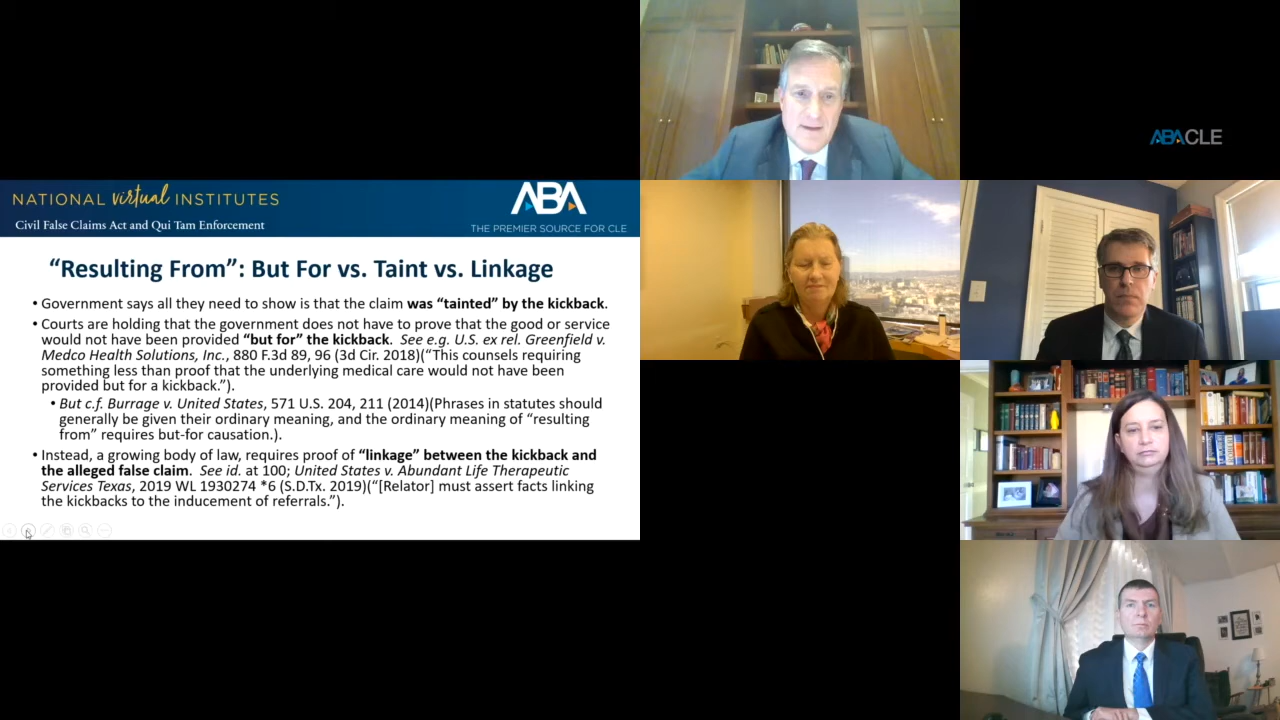 ABACLE
NATIONAL virtual INSTITUTES
Civil False Claims Act and Qui Tam Enforcement
ABA
THE PREMIER SOURCE FOR CLE
“Resulting From”: But For vs. Taint vs. Linkage
• Government says all they need to show is that the claim was “tainted” by the kickback.
• Courts are holding that the government does not have to prove that the good or service
would not have been provided “but for” the kickback. See e.g. U.S. ex rel. Greenfield v.
Medco Health Solutions, Inc., 880 F.3d 89, 96 (3d Cir. 2018)(“This counsels requiring
something less than proof that the underlying medical care would not have been
provided but for a kickback.”).
• But c.f. Burrage v. United States, 571 U.S. 204, 211 (2014)(Phrases in statutes should
generally be given their ordinary meaning, and the ordinary meaning of “resulting
from” requires but-for causation.).
• Instead, a growing body of law, requires proof of “linkage” between the kickback and
the alleged false claim. See id. at 100; United States v. Abundant Life Therapeutic
Services Texas, 2019 WL 1930274 *6 (S.D.Tx. 2019)(“[Relator] must assert facts linking
the kickbacks to the inducement of referrals.”).